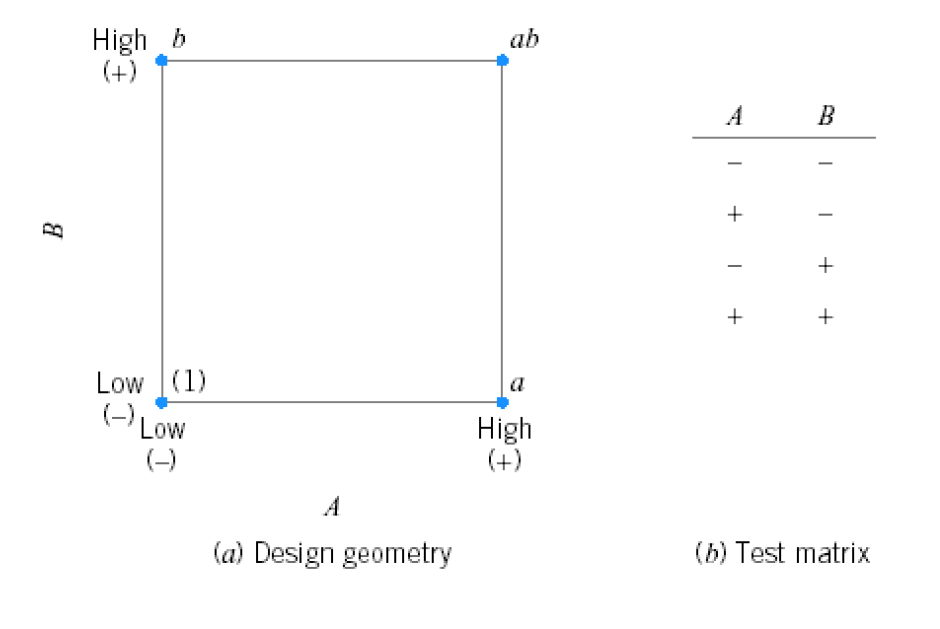 High b ab
(+)
A B
– –
+ –
B
– +
+ +
Low (1) a
(–)
Low High
(–) (+)
A
(a) Design geometry (b) Test matrix